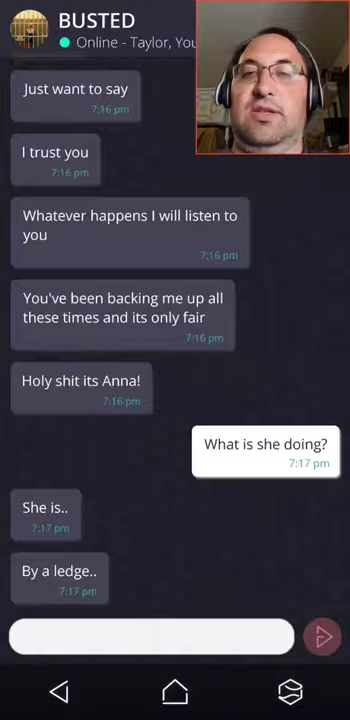 BUSTED
Online - Taylor, You
Just want to say
7:16 pm
I trust you
7:16 pm
Whatever happens I will listen to
you
7:16 pm
You've been backing me up all
these times and its only fair
7:16 pm
Holy shit its Anna!
7:16 pm
What is she doing?
7:17 pm
She is..
7:17 pm
By a ledge..
7:17 pm